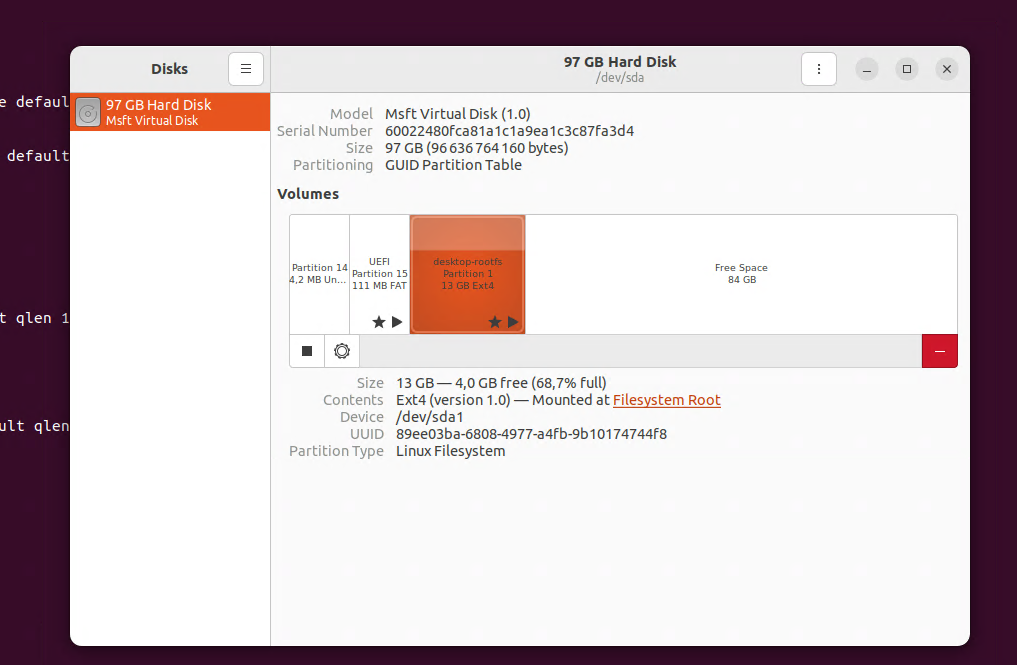 Disks
97 GB Hard Disk
/dev/sda
e defaul
default
t qlen 1
ult qlen
97 GB Hard Disk
Msft Virtual Disk
Model Msft Virtual Disk (1.0)
Serial Number 60022480fca81a1c1a9ea1c3c87fa3d4
Size 97 GB (96 636 764 160 bytes)
Partitioning GUID Partition Table
Volumes
Partition 14
4,2 MB Un...
UEFI
Partition 15
111 MB FAT
desktop-rootfs
Partition 1
13 GB Ext4
Free Space
84 GB
Size 13 GB — 4,0 GB free (68,7% full)
Contents Ext4 (version 1.0) — Mounted at Filesystem Root
Device /dev/sda1
UUID 89ee03ba-6808-4977-a4fb-9b10174744f8
Partition Type Linux Filesystem